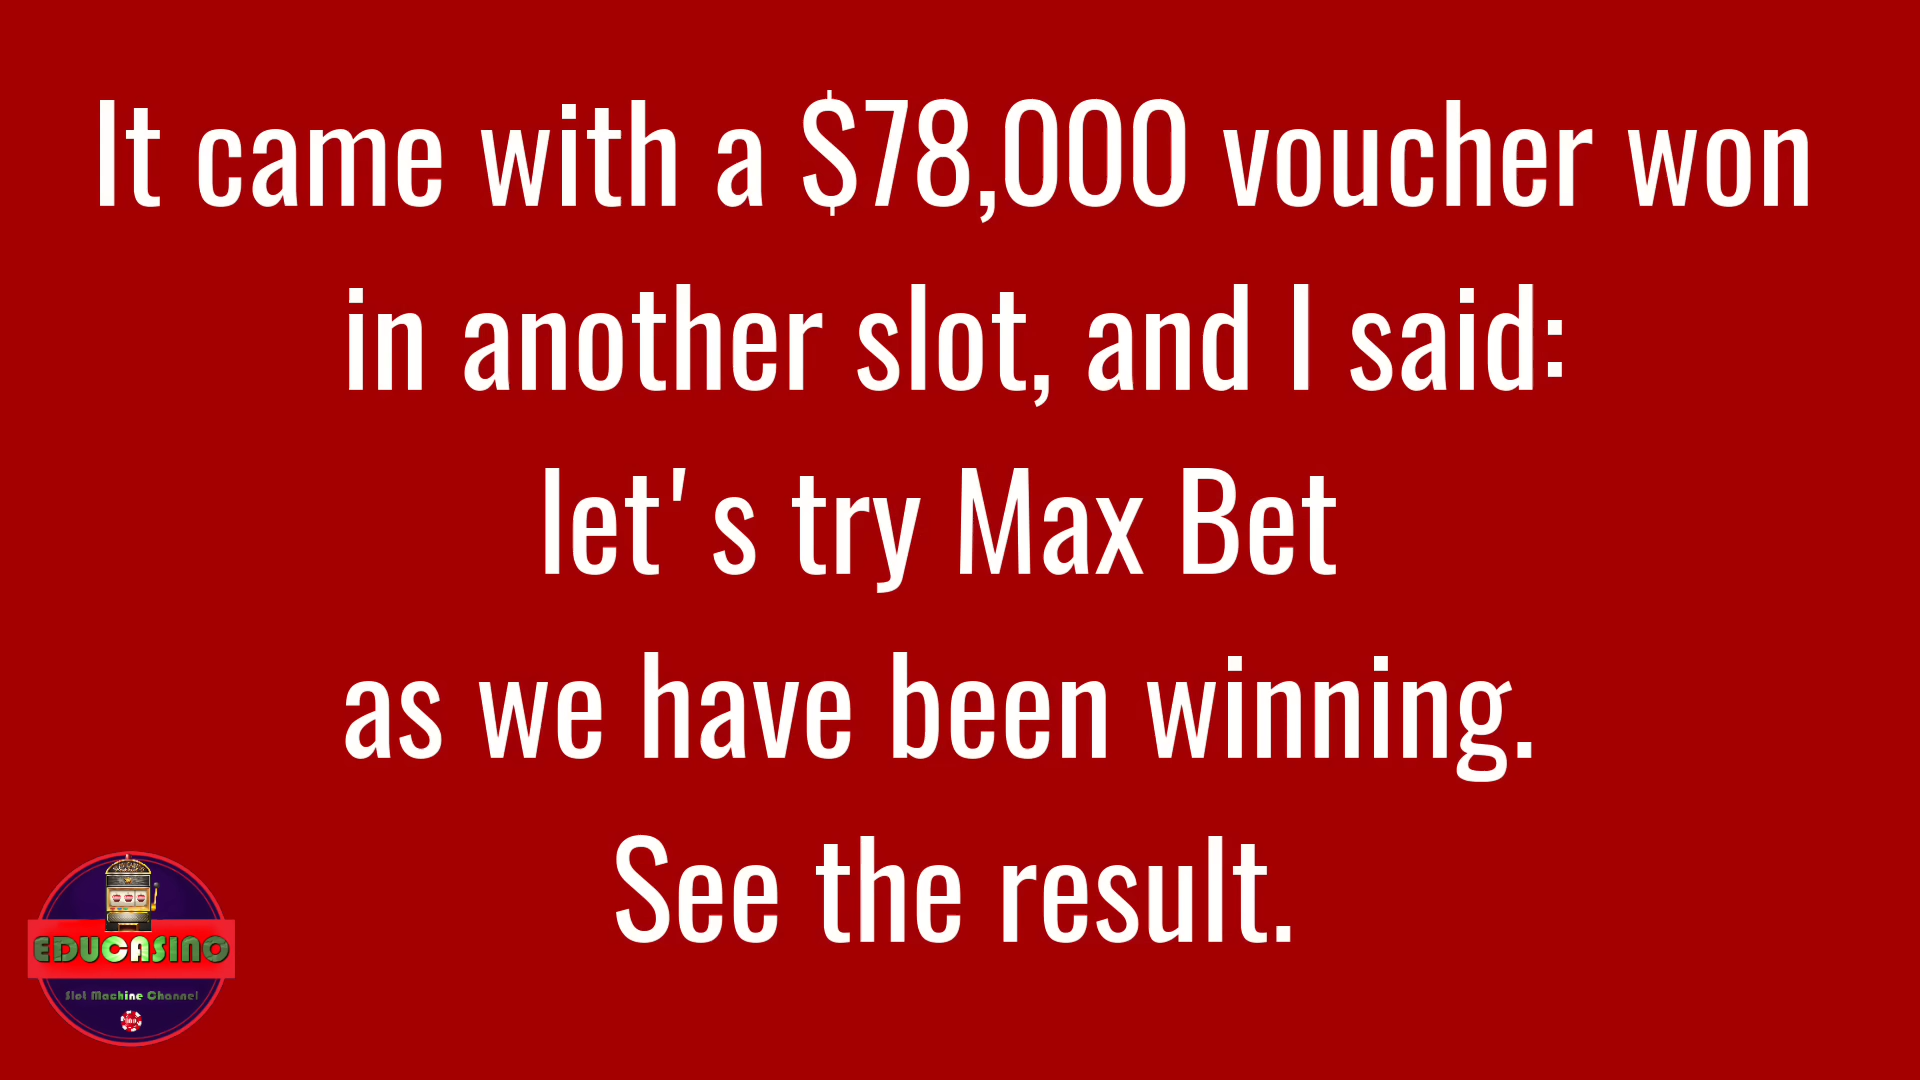 It came with a $78,000 voucher won
in another slot, and I said:
let's try Max Bet
as we have been winning.
See the result.
EDUCASINO
Slot Machine Channel